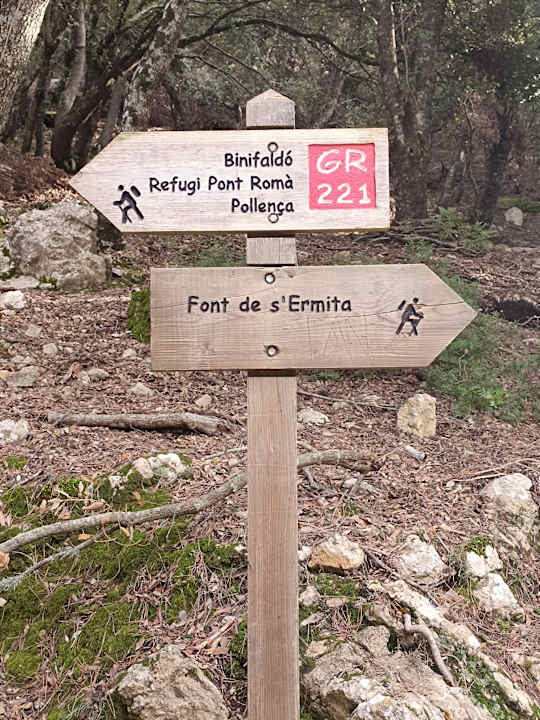 Binifaldó
Refugi Pont Romà
Pollença
GR
221
Font de s'Ermita